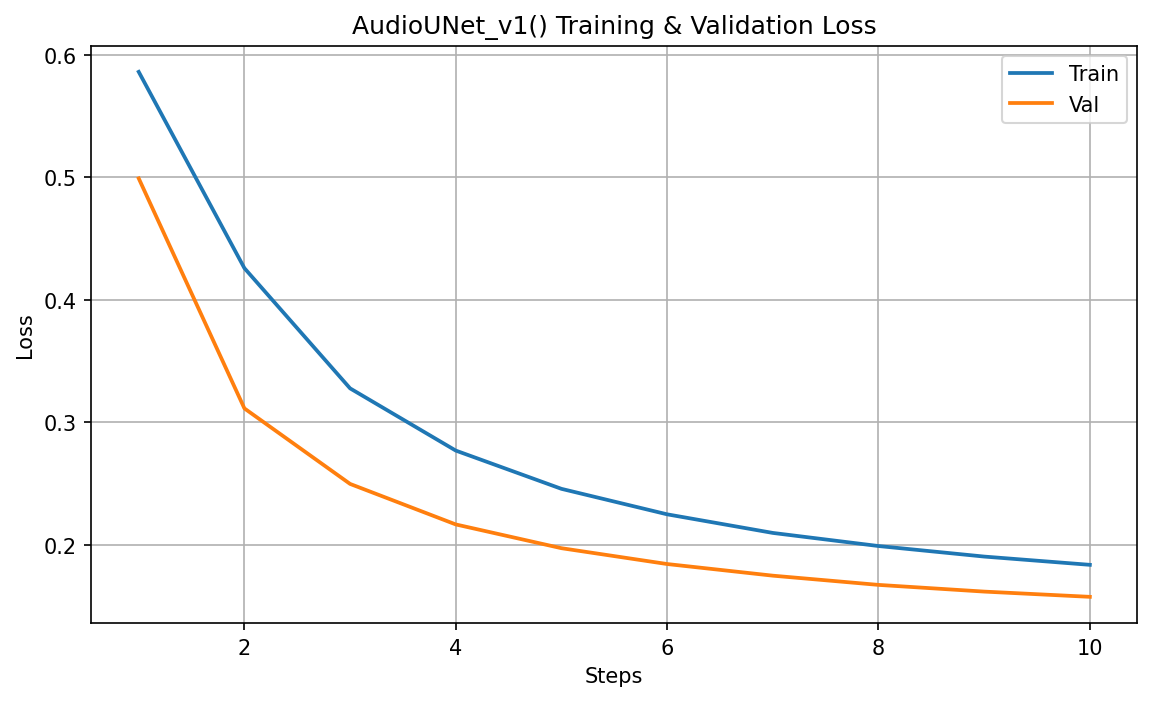 AudioUNet_v1() Training & Validation Loss
Train
Val
Loss
0.6
0.5
0.4
0.3
0.2
2 4 6 8 10
Steps